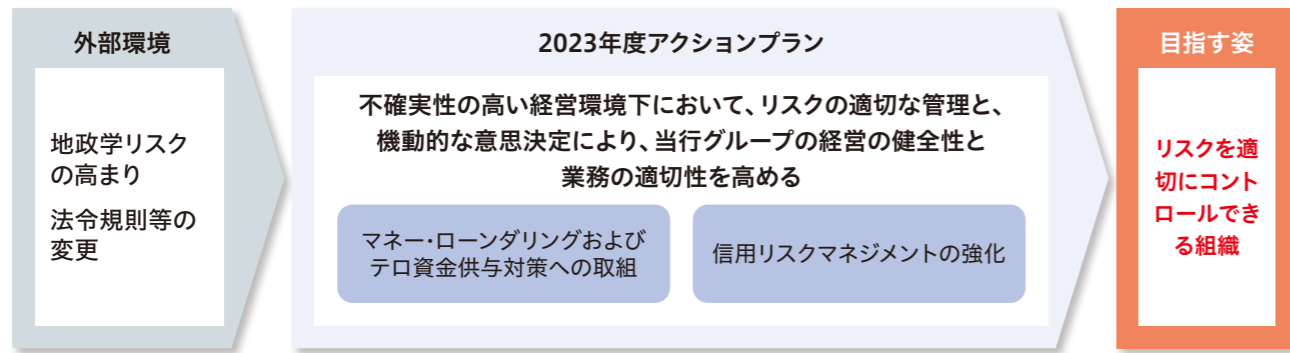 外部環境
地政学リスク
の高まり
法令規則等の
変更
2023年度アクションプラン
不確実性の高い経営環境下において、リスクの適切な管理と、
機動的な意思決定により、当行グループの経営の健全性と
業務の適切性を高める
マネー・ローンダリングおよび
テロ資金供与対策への取組
信用リスクマネジメントの強化
目指す姿
リスクを適
切にコント
ロールでき
る組織